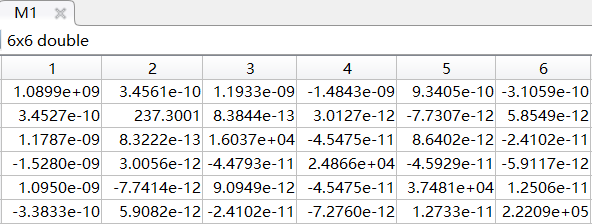 M1
6x6 double
1 2 3 4 5 6
1.0899e+09 3.4561e-10 1.1933e-09 -1.4843e-09 9.3405e-10 -3.1059e-10
3.4527e-10 237.3001 8.3844e-13 3.0127e-12 -7.7307e-12 5.8549e-12
1.1787e-09 8.3222e-13 1.6037e+04 -4.5475e-11 8.6402e-12 -2.4102e-11
-1.5280e-09 3.0056e-12 -4.4793e-11 2.4866e+04 -4.5929e-11 -5.9117e-12
1.0950e-09 -7.7414e-12 9.0949e-12 -4.5475e-11 3.7481e+04 1.2506e-11
-3.3833e-10 5.9082e-12 -2.4102e-11 -7.2760e-12 1.2733e-11 2.2209e+05